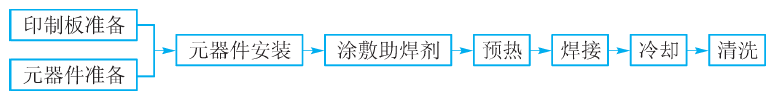 印制板准备
元器件准备
元器件安装
涂敷助焊剂
预热
焊接
冷却
清洗